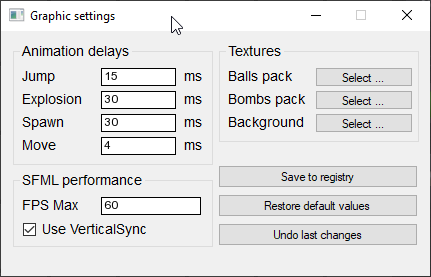 Graphic settings
Animation delays
Jump 15 ms
Explosion 30 ms
Spawn 30 ms
Move 4 ms
SFML performance
FPS Max 60
Use VerticalSync
Textures
Balls pack Select ...
Bombs pack Select ...
Background Select ...
Save to registry
Restore default values
Undo last changes